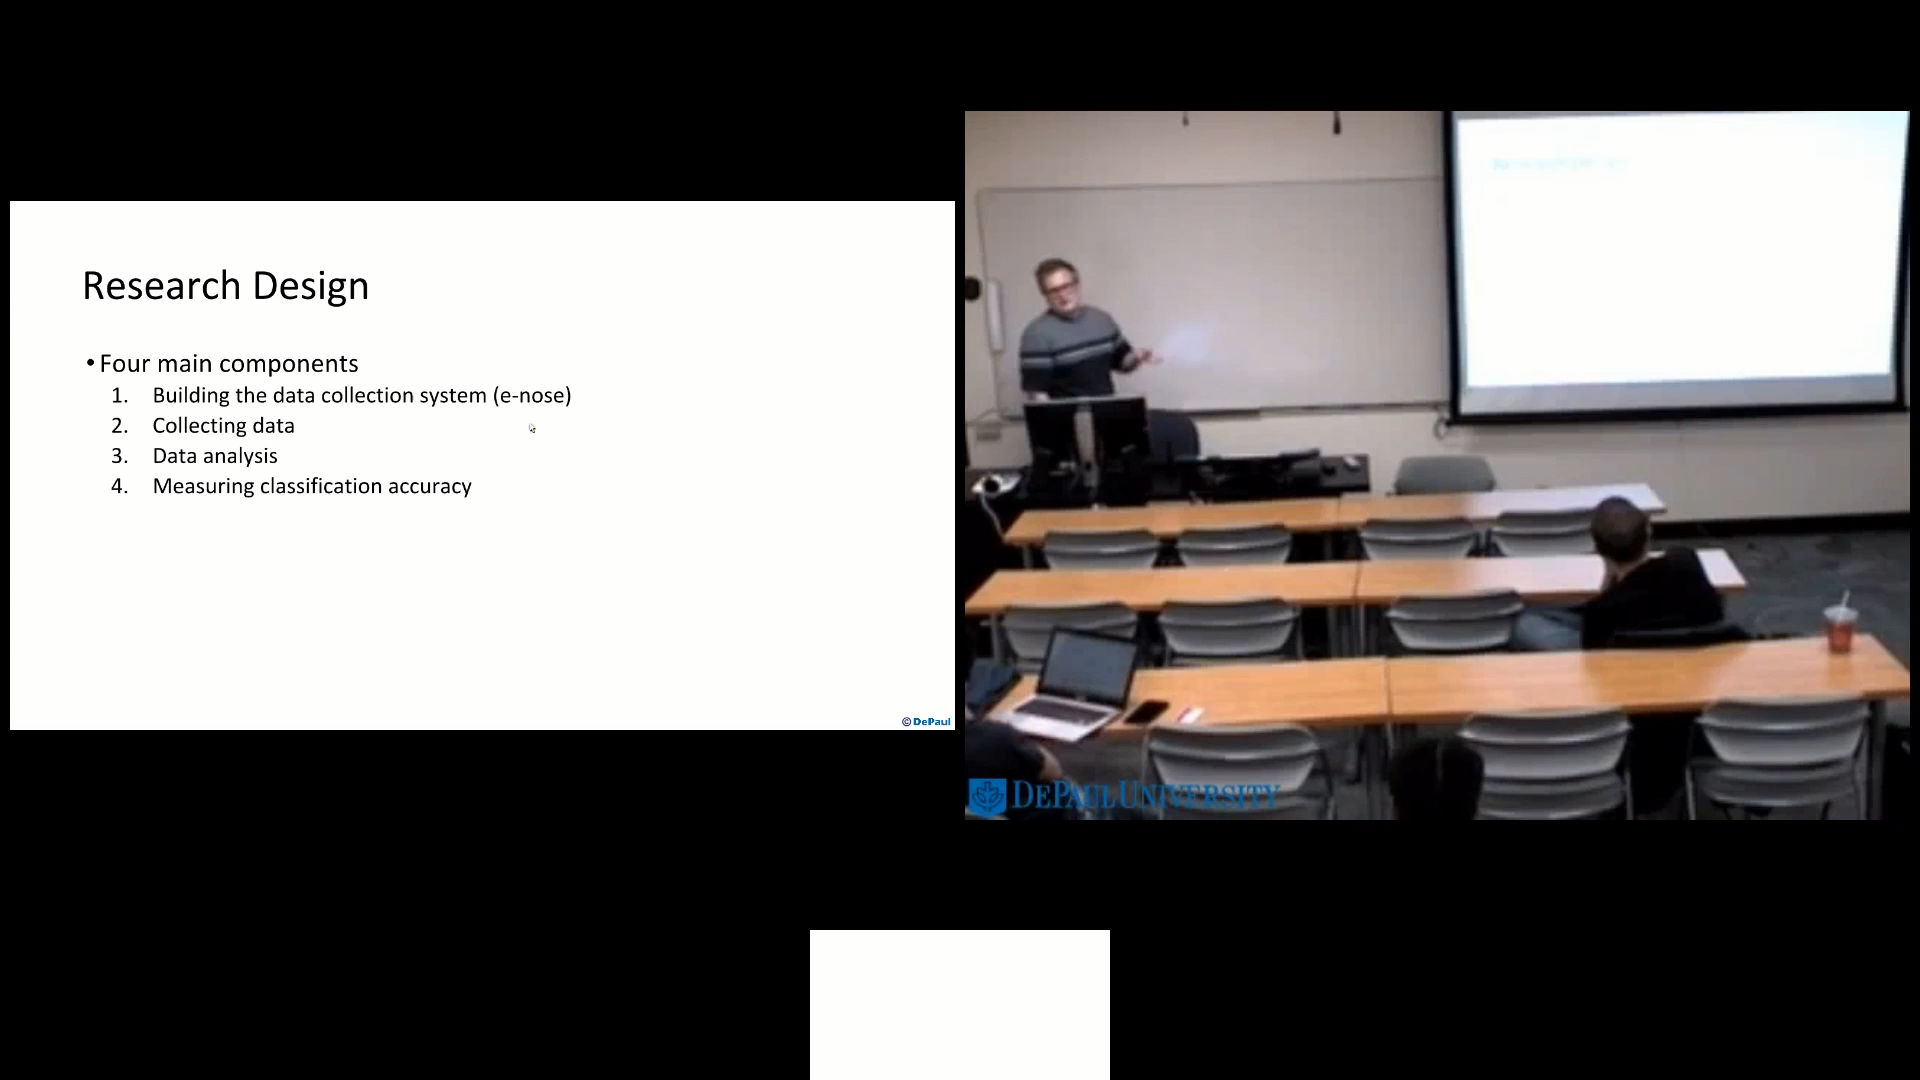 Research Design
• Four main components
1. Building the data collection system (e-nose)
2. Collecting data
3. Data analysis
4. Measuring classification accuracy
© DePaul
DEPAUL UNIVERSITY